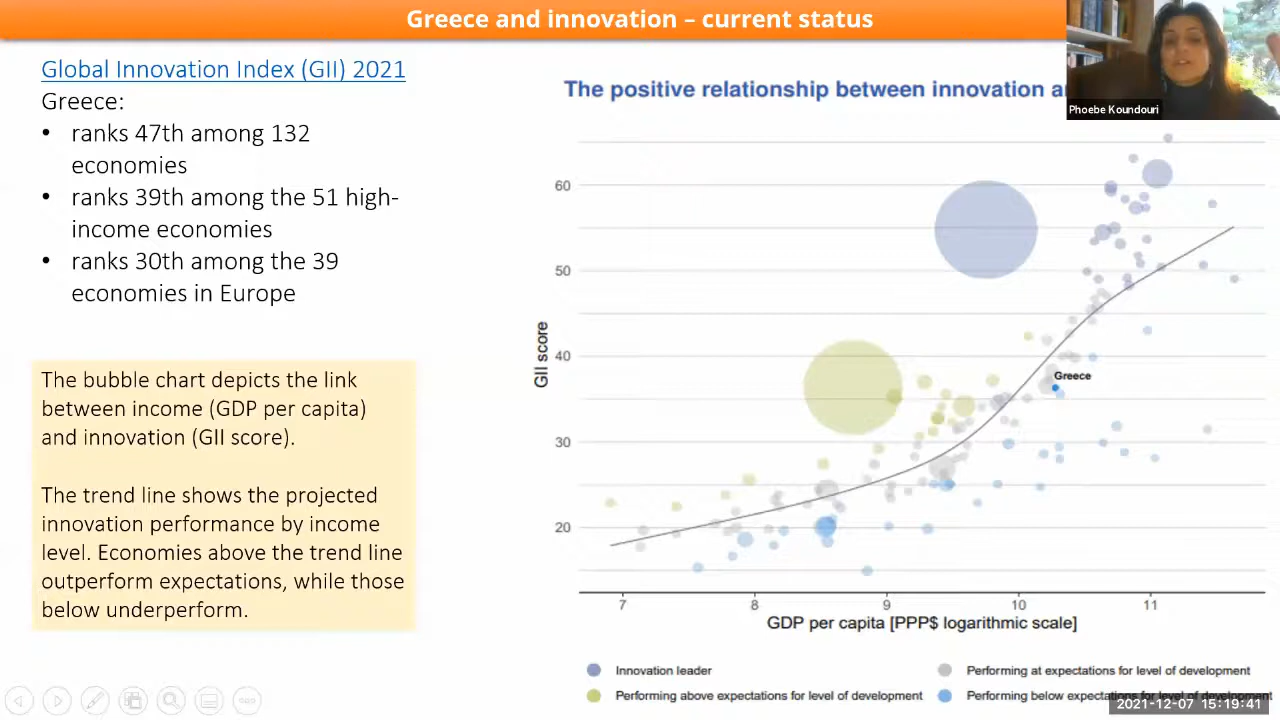 Greece and innovation – current status
Global Innovation Index (GII) 2021
Greece:
• ranks 47th among 132
economies
• ranks 39th among the 51 high-
income economies
• ranks 30th among the 39
economies in Europe
The bubble chart depicts the link
between income (GDP per capita)
and innovation (GII score).
The trend line shows the projected
innovation performance by income
level. Economies above the trend line
outperform expectations, while those
below underperform.
The positive relationship between innovation
Phoebe Koundouri
GII score
60
50
40
30
20
Greece
7 8 9 10 11
GDP per capita [PPP$ logarithmic scale]
Innovation leader
Performing above expectations for level of development
Performing at expectations for level of development
Performing below expectations for level of development
2021-12-07 15:19:41